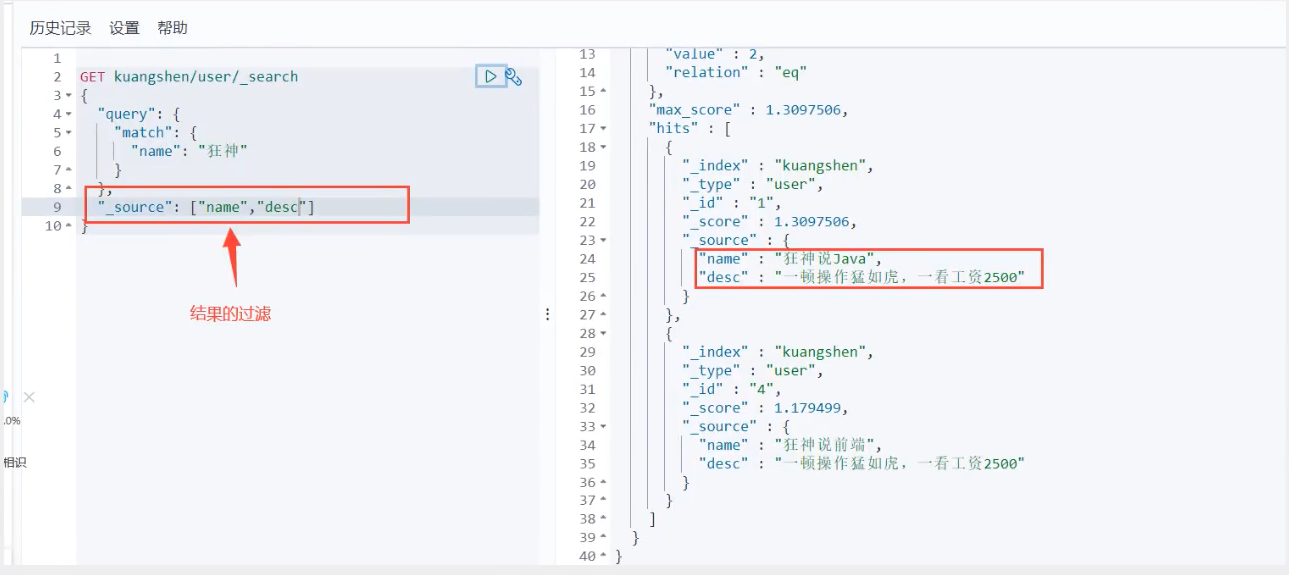 历史记录 设置 帮助
1
2 GET kuangshen/user/_search
3 {
4 "query": {
5 "match": {
6 "name": "狂神"
7 }
8 },
9 "_source": ["name","desc"]
10 }
结果的过滤
.0%
相识
13 "value" : 2,
14 "relation" : "eq"
15 },
16 "max_score" : 1.3097506,
17 "hits" : [
18 {
19 "_index" : "kuangshen",
20 "_type" : "user",
21 "_id" : "1",
22 "_score" : 1.3097506,
23 "_source" : {
24 "name" : "狂神说Java",
25 "desc" : "一顿操作猛如虎，一看工资2500"
26 }
27 },
28 {
29 "_index" : "kuangshen",
30 "_type" : "user",
31 "_id" : "4",
32 "_score" : 1.179499,
33 "_source" : {
34 "name" : "狂神说前端",
35 "desc" : "一顿操作猛如虎，一看工资2500"
36 }
37 }
38 ]
39 }
40 }